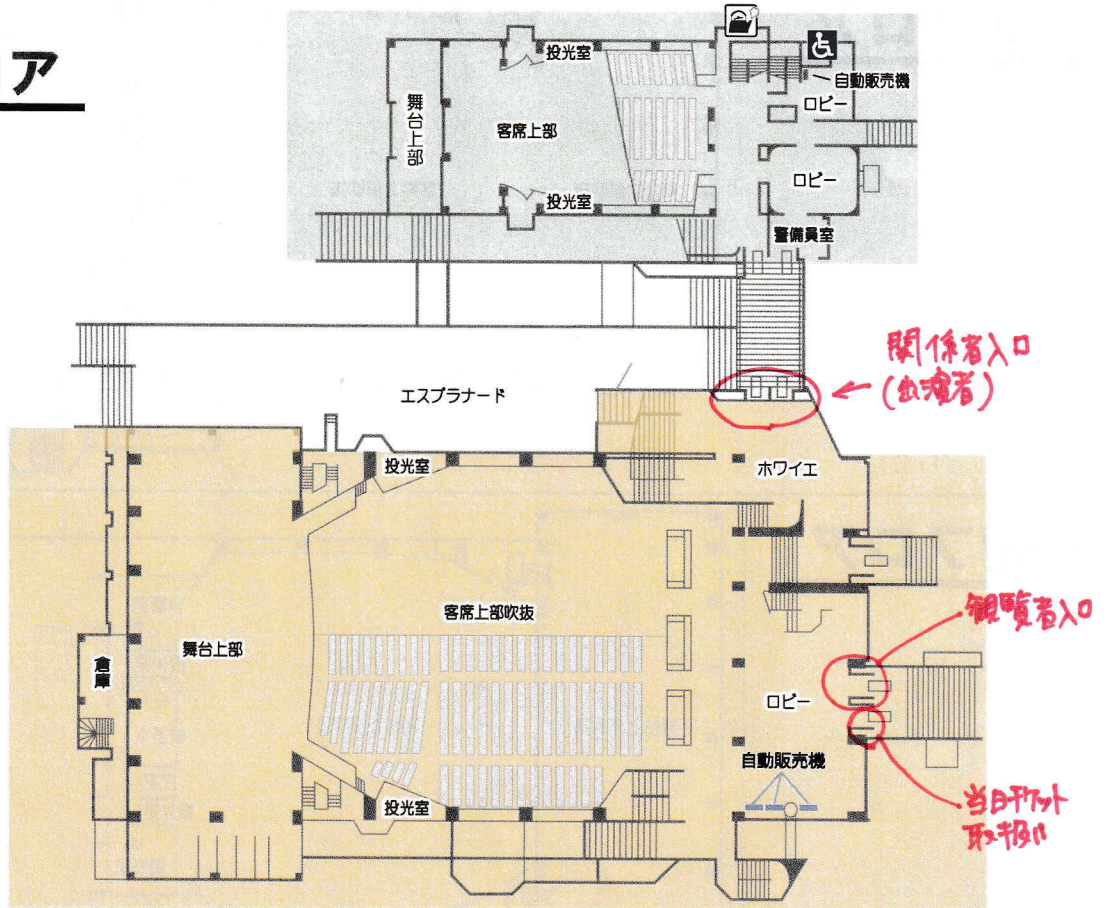 ア
投光室
自動販売機
ロビー
舞台上部
客席上部
ロビー
投光室
警備員室
関係者入口
(出演者)
エスプラナード
投光室
ホワイエ
客席上部吹抜
観覧者入口
舞台上部
倉庫
ロビー
自動販売機
投光室
当日チケット
取扱い